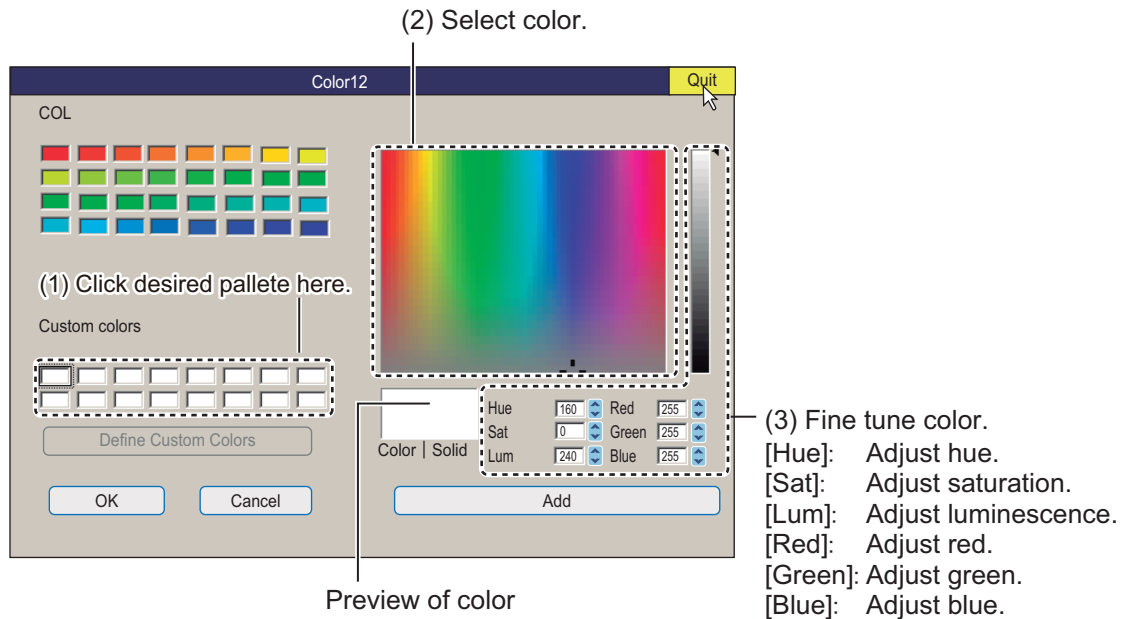 (2) Select color.
Color12
Quit
COL
(1) Click desired pallete here.
Custom colors
Define Custom Colors
OK
Cancel
Color | Solid
Hue 160 Red 255
Sat 0 Green 255
Lum 240 Blue 255
Add
Preview of color
(3) Fine tune color.
[Hue]: Adjust hue.
[Sat]: Adjust saturation.
[Lum]: Adjust luminescence.
[Red]: Adjust red.
[Green]: Adjust green.
[Blue]: Adjust blue.